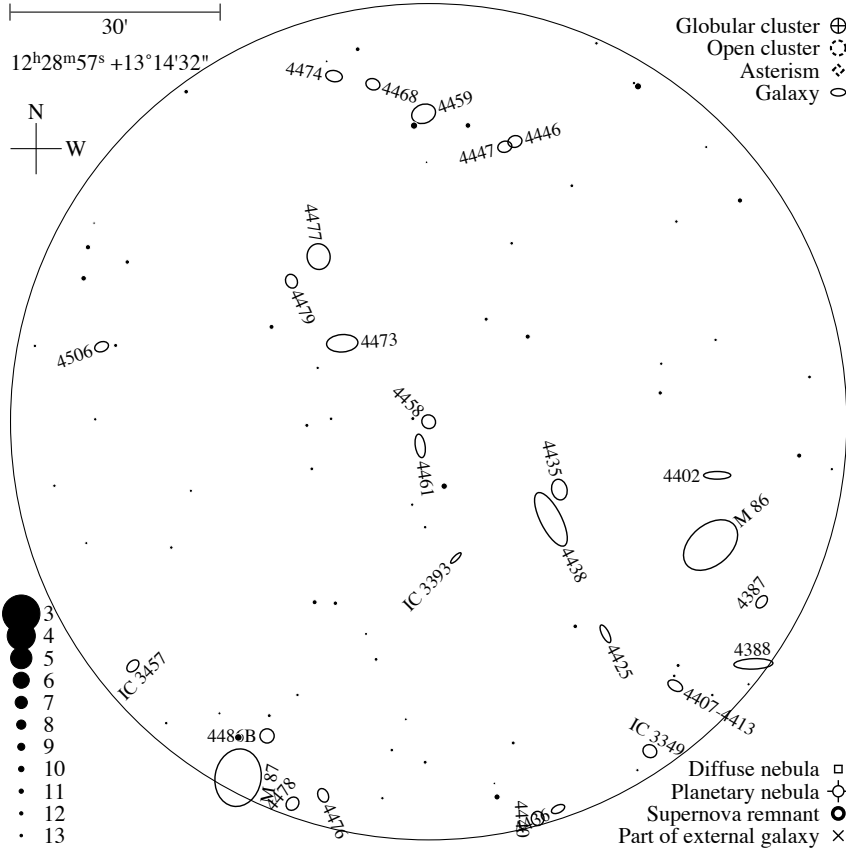 30'
12h28m57s +13°14'32"
N
W
Globular cluster
Open cluster
Asterism
Galaxy
4474
4468
4459
4447
4446
4477
4479
4473
4506
4458
4461
4435
4438
4402
M 86
IC 3393
4387
4388
4425
4407-4413
IC 3457
IC 3349
4486B
M 87
4478
4476
4436
3
4
5
6
7
8
9
10
11
12
13
Diffuse nebula
Planetary nebula
Supernova remnant
Part of external galaxy